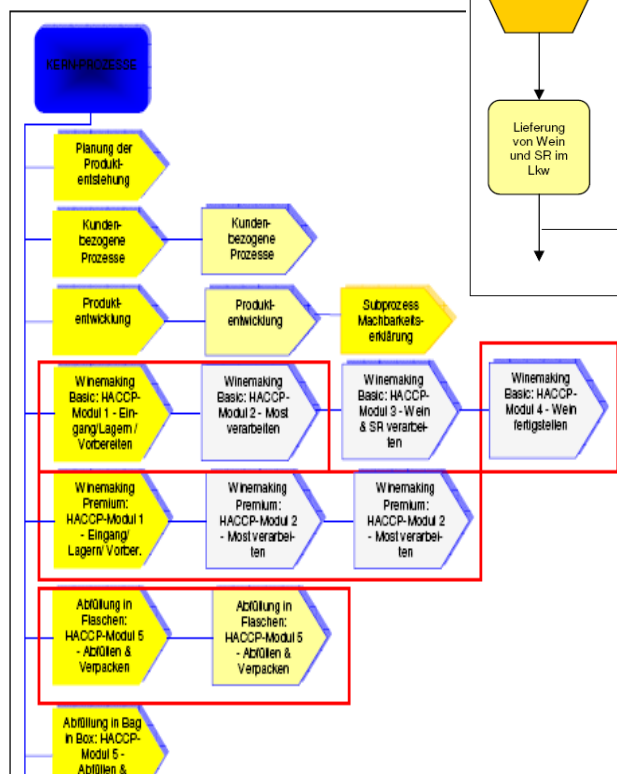 KERN-PROZESSE
Lieferung
von Wein
und SR im
Lkw
Planung der
Produkt-
entstehung
Kunden-
bezogene
Prozesse
Kunden-
bezogene
Prozesse
Produkt-
entwicklung
Produkt-
entwicklung
Subprozess
Machbarkeits-
erklärung
Winemaking
Basic: HACCP-
Modul 1 - Ein-
gang/Lagern /
Vorbereiten
Winemaking
Basic: HACCP-
Modul 2 - Most
verarbeiten
Winemaking
Basic: HACCP-
Modul 3 - Wein
& SR verarbei-
ten
Winemaking
Basic: HACCP-
Modul 4 - Wein
fertigstellen
Winemaking
Premium:
HACCP-Modul 1
- Eingang/
Lagern/ Vorber.
Winemaking
Premium:
HACCP-Modul 2
- Most verarbei-
ten
Winemaking
Premium:
HACCP-Modul 2
- Most verarbei-
ten
Abfüllung in
Flaschen:
HACCP-Modul 5
- Abfüllen &
Verpacken
Abfüllung in
Flaschen:
HACCP-Modul 5
- Abfüllen &
Verpacken
Abfüllung in Bag
in Box: HACCP-
Modul 5 -
Abfüllen &